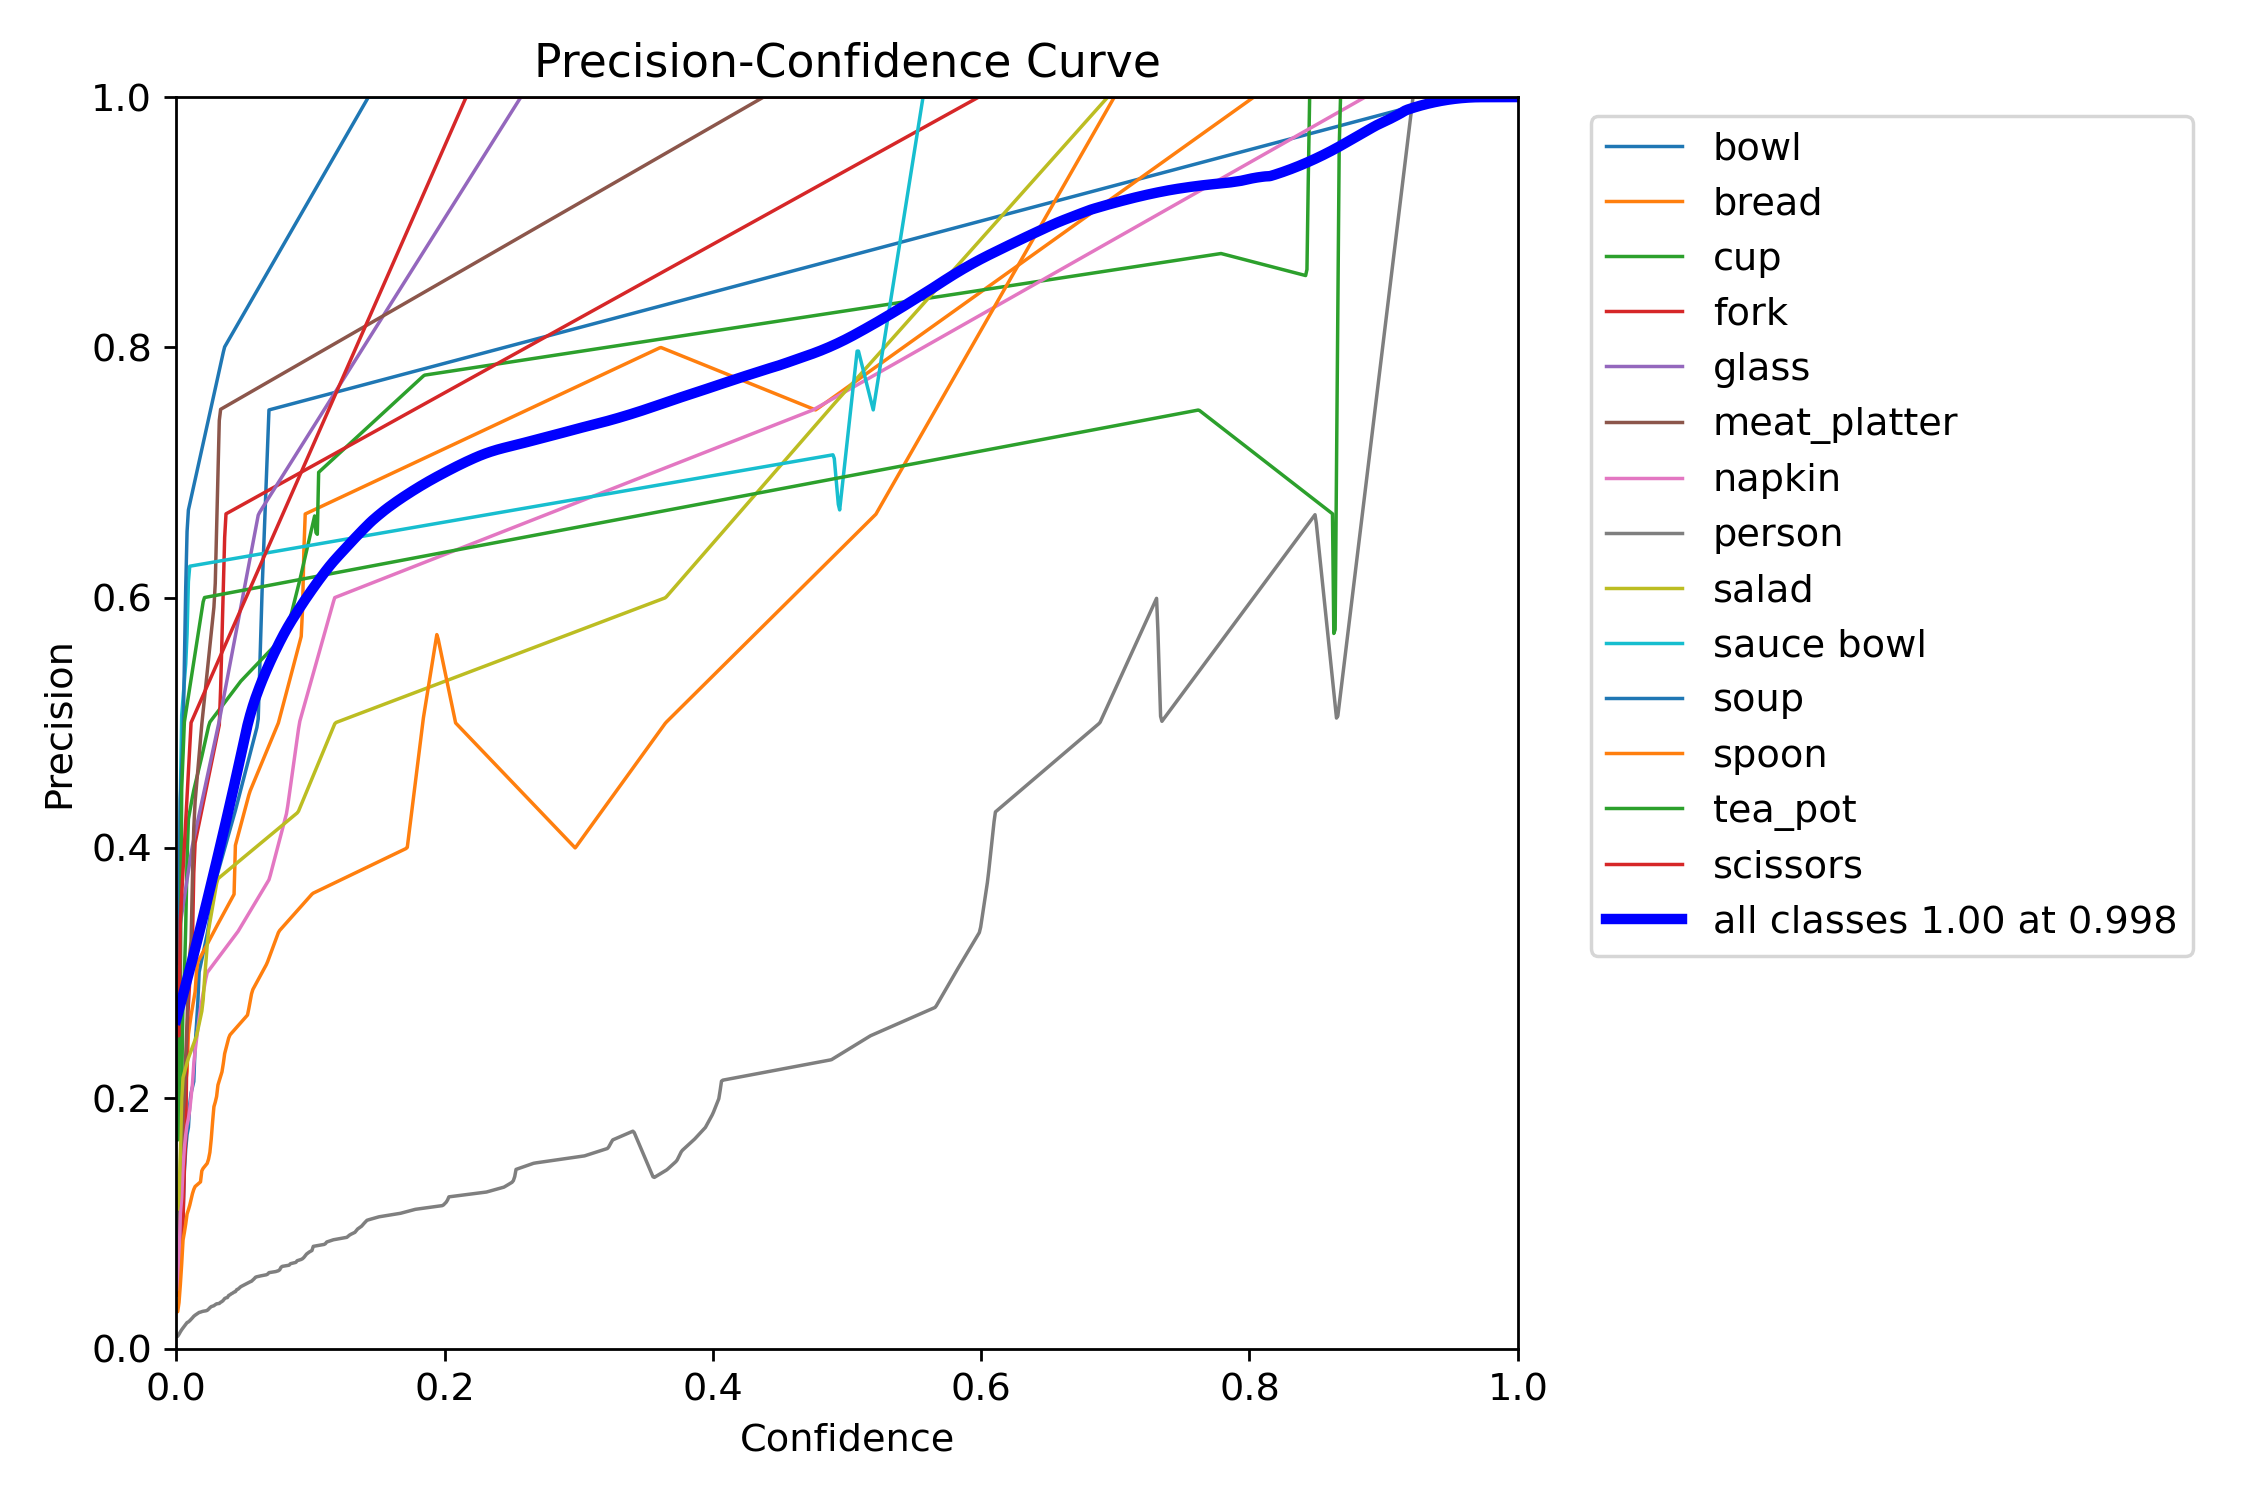 Precision-Confidence Curve
1.0
0.8
0.6
0.4
0.2
0.0
Precision
0.0 0.2 0.4 0.6 0.8 1.0
Confidence
bowl
bread
cup
fork
glass
meat_platter
napkin
person
salad
sauce bowl
soup
spoon
tea_pot
scissors
all classes 1.00 at 0.998